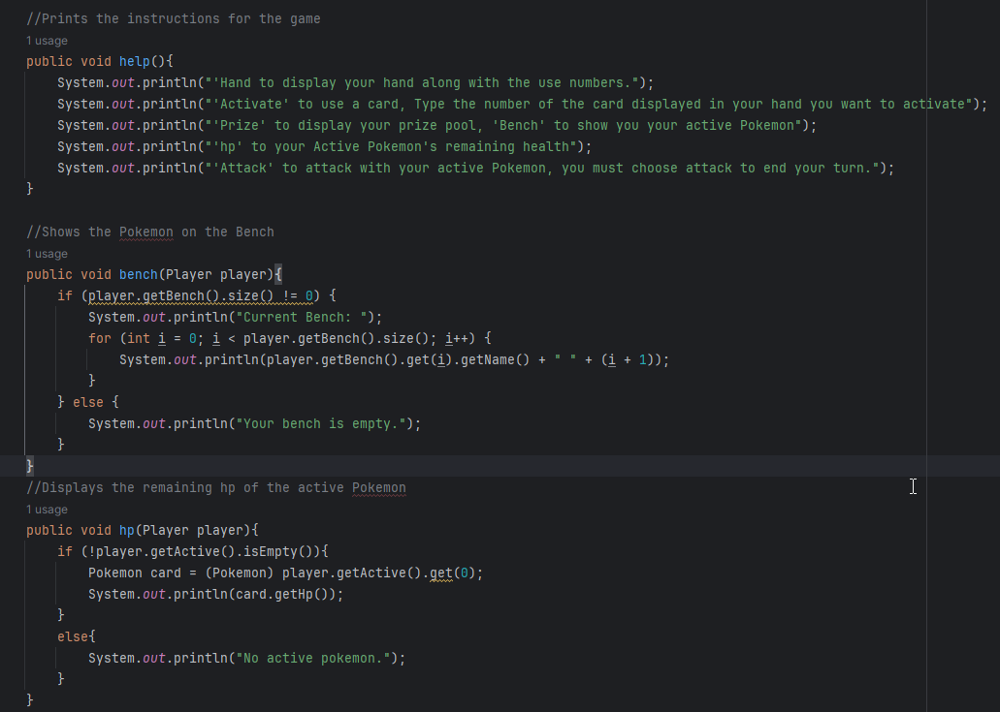 //Prints the instructions for the game
1 usage
public void help(){
    System.out.println("'Hand to display your hand along with the use numbers.");
    System.out.println("'Activate' to use a card, Type the number of the card displayed in your hand you want to activate");
    System.out.println("'Prize' to display your prize pool, 'Bench' to show you your active Pokemon");
    System.out.println("'hp' to your Active Pokemon's remaining health");
    System.out.println("'Attack' to attack with your active Pokemon, you must choose attack to end your turn.");
}
//Shows the Pokemon on the Bench
1 usage
public void bench(Player player){
    if (player.getBench().size() != 0) {
        System.out.println("Current Bench: ");
        for (int i = 0; i < player.getBench().size(); i++) {
            System.out.println(player.getBench().get(i).getName() + " " + (i + 1));
        }
    } else {
        System.out.println("Your bench is empty.");
    }
}
//Displays the remaining hp of the active Pokemon
1 usage
public void hp(Player player){
    if (!player.getActive().isEmpty()){
        Pokemon card = (Pokemon) player.getActive().get(0);
        System.out.println(card.getHp());
    }
    else{
        System.out.println("No active pokemon.");
    }
}